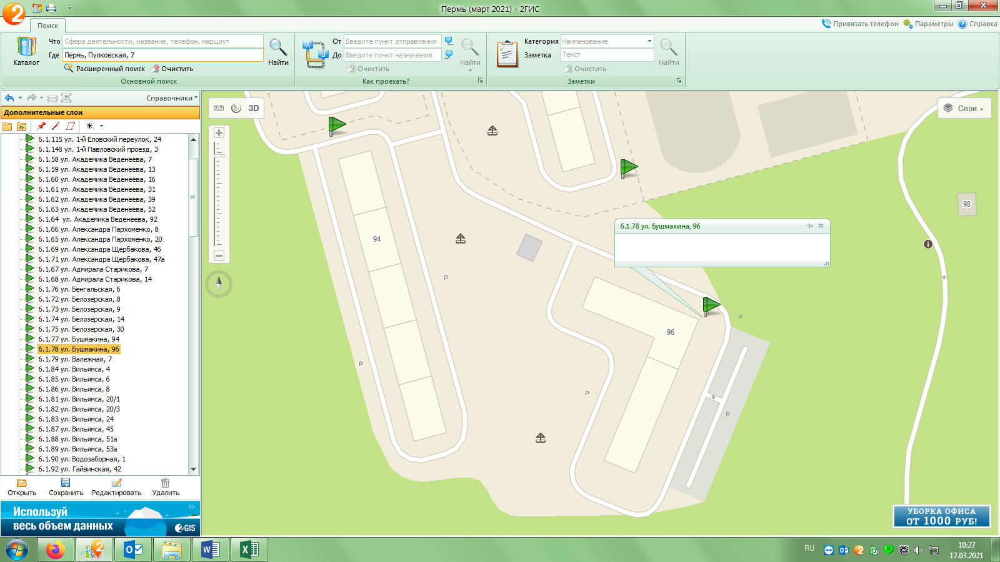 Пермь (март 2021) - 2ГИС
Поиск
Привязать телефон
Параметры
Справка
Каталог
Что
Сфера деятельности, название, телефон, маршрут
Где
Пермь, Пулковская, 7
Расширенный поиск
Очистить
Найти
Основной поиск
От
Введите пункт отправления
До
Введите пункт назначения
Очистить
Найти
Как проехать?
Категория
Наименование
Заметка
Текст
Очистить
Найти
Заметки
Справочники
Дополнительные слои
6.1.115 ул. 1-й Еловский переулок, 24
6.1.148 ул. 1-й Павловский проезд, 3
6.1.58 ул. Академика Веденеева, 7
6.1.59 ул. Академика Веденеева, 13
6.1.60 ул. Академика Веденеева, 16
6.1.61 ул. Академика Веденеева, 31
6.1.62 ул. Академика Веденеева, 39
6.1.63 ул. Академика Веденеева, 52
6.1.64 ул. Академика Веденеева, 92
6.1.66 ул. Александра Пархоменко, 8
6.1.65 ул. Александра Пархоменко, 20
6.1.69 ул. Александра Щербакова, 46
6.1.71 ул. Александра Щербакова, 47а
6.1.67 ул. Адмирала Старикова, 7
6.1.68 ул. Адмирала Старикова, 14
6.1.76 ул. Бенгальская, 6
6.1.72 ул. Белозерская, 8
6.1.73 ул. Белозерская, 9
6.1.74 ул. Белозерская, 14
6.1.75 ул. Белозерская, 30
6.1.77 ул. Бушмакина, 94
6.1.78 ул. Бушмакина, 96
6.1.79 ул. Валежная, 7
6.1.84 ул. Вильямса, 4
6.1.85 ул. Вильямса, 6
6.1.86 ул. Вильямса, 8
6.1.81 ул. Вильямса, 20/1
6.1.82 ул. Вильямса, 20/3
6.1.83 ул. Вильямса, 24
6.1.87 ул. Вильямса, 45
6.1.88 ул. Вильямса, 51а
6.1.89 ул. Вильямса, 53а
6.1.90 ул. Водозаборная, 1
6.1.92 ул. Гайвинская, 42
Открыть
Сохранить
Редактировать
Удалить
Используй
весь объем данных
18+
2GIS
3D
Слои
94
96
98
P
P
P
P
P
6.1.78 ул. Бушмакина, 96
УБОРКА ОФИСА
ОТ 1000 РУБ!
RU
10:27
17.03.2021